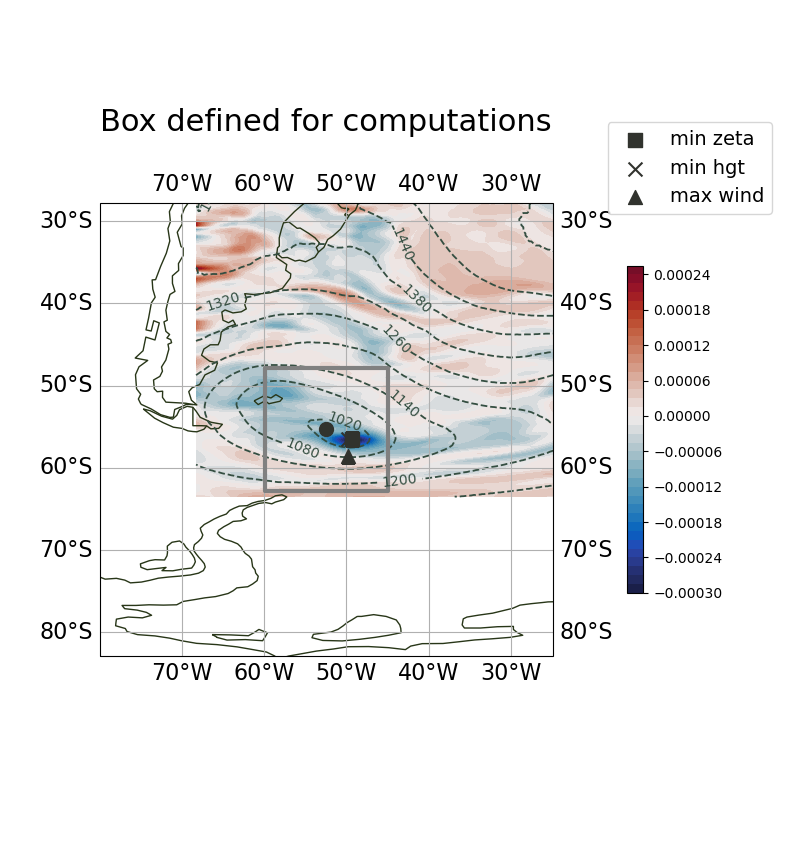 Box defined for computations
min zeta
min hgt
max wind
70°W 60°W 50°W 40°W 30°W
30°S 30°S
40°S 40°S
50°S 50°S
60°S 60°S
70°S 70°S
80°S 80°S
70°W 60°W 50°W 40°W 30°W
1440
1380
1320
1260
1140
1020
1080
1200
0.00024
0.00018
0.00012
0.00006
0.00000
−0.00006
−0.00012
−0.00018
−0.00024
−0.00030